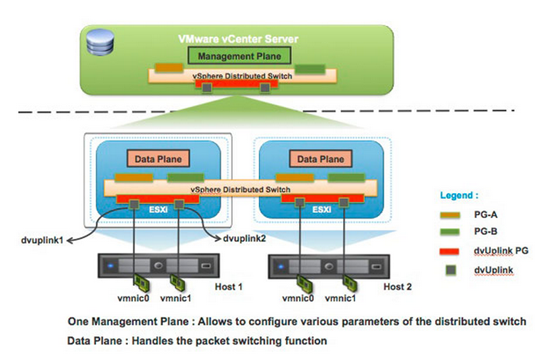 VMware vCenter Server
Management Plane
vSphere Distributed Switch
Data Plane
Data Plane
vSphere Distributed Switch
ESXi
ESXi
dvuplink1
dvuplink2
Host 1
Host 2
vmnic0
vmnic1
vmnic0
vmnic1
Legend :
PG-A
PG-B
dvUplink PG
dvUplink
One Management Plane : Allows to configure various parameters of the distributed switch
Data Plane : Handles the packet switching function